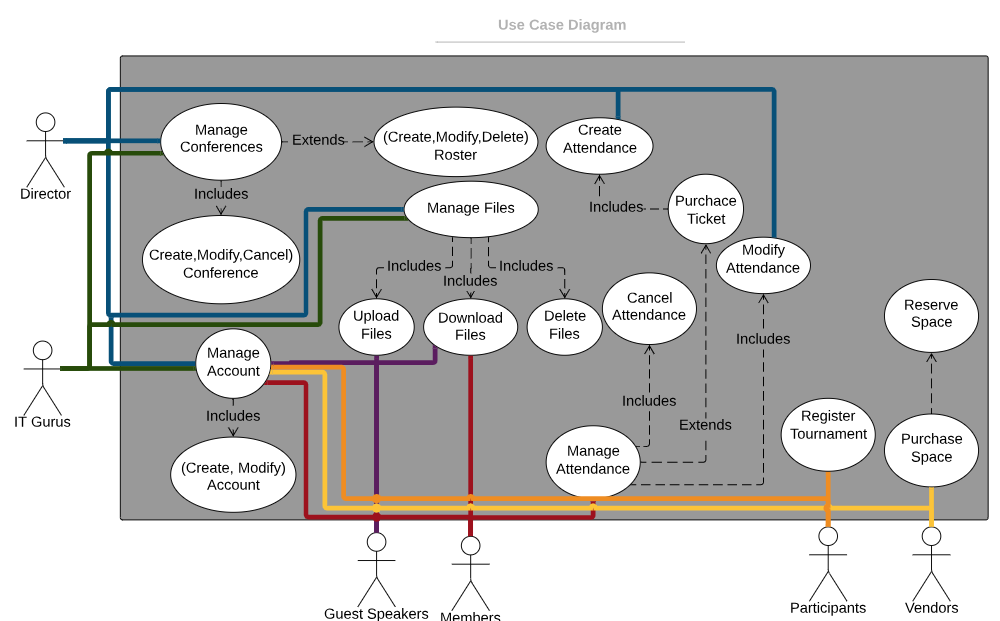 Use Case Diagram
Manage
Conferences
Extends
(Create,Modify,Delete)
Roster
Create
Attendance
Director
Includes
Manage Files
Includes
Purchace
Ticket
Create,Modify,Cancel)
Conference
Includes
Includes
Includes
Modify
Attendance
Upload
Files
Download
Files
Delete
Files
Cancel
Attendance
Reserve
Space
Includes
Manage
Account
IT Gurus
Includes
Includes
Extends
Register
Tournament
(Create, Modify)
Account
Manage
Attendance
Purchase
Space
Guest Speakers
Members
Participants
Vendors